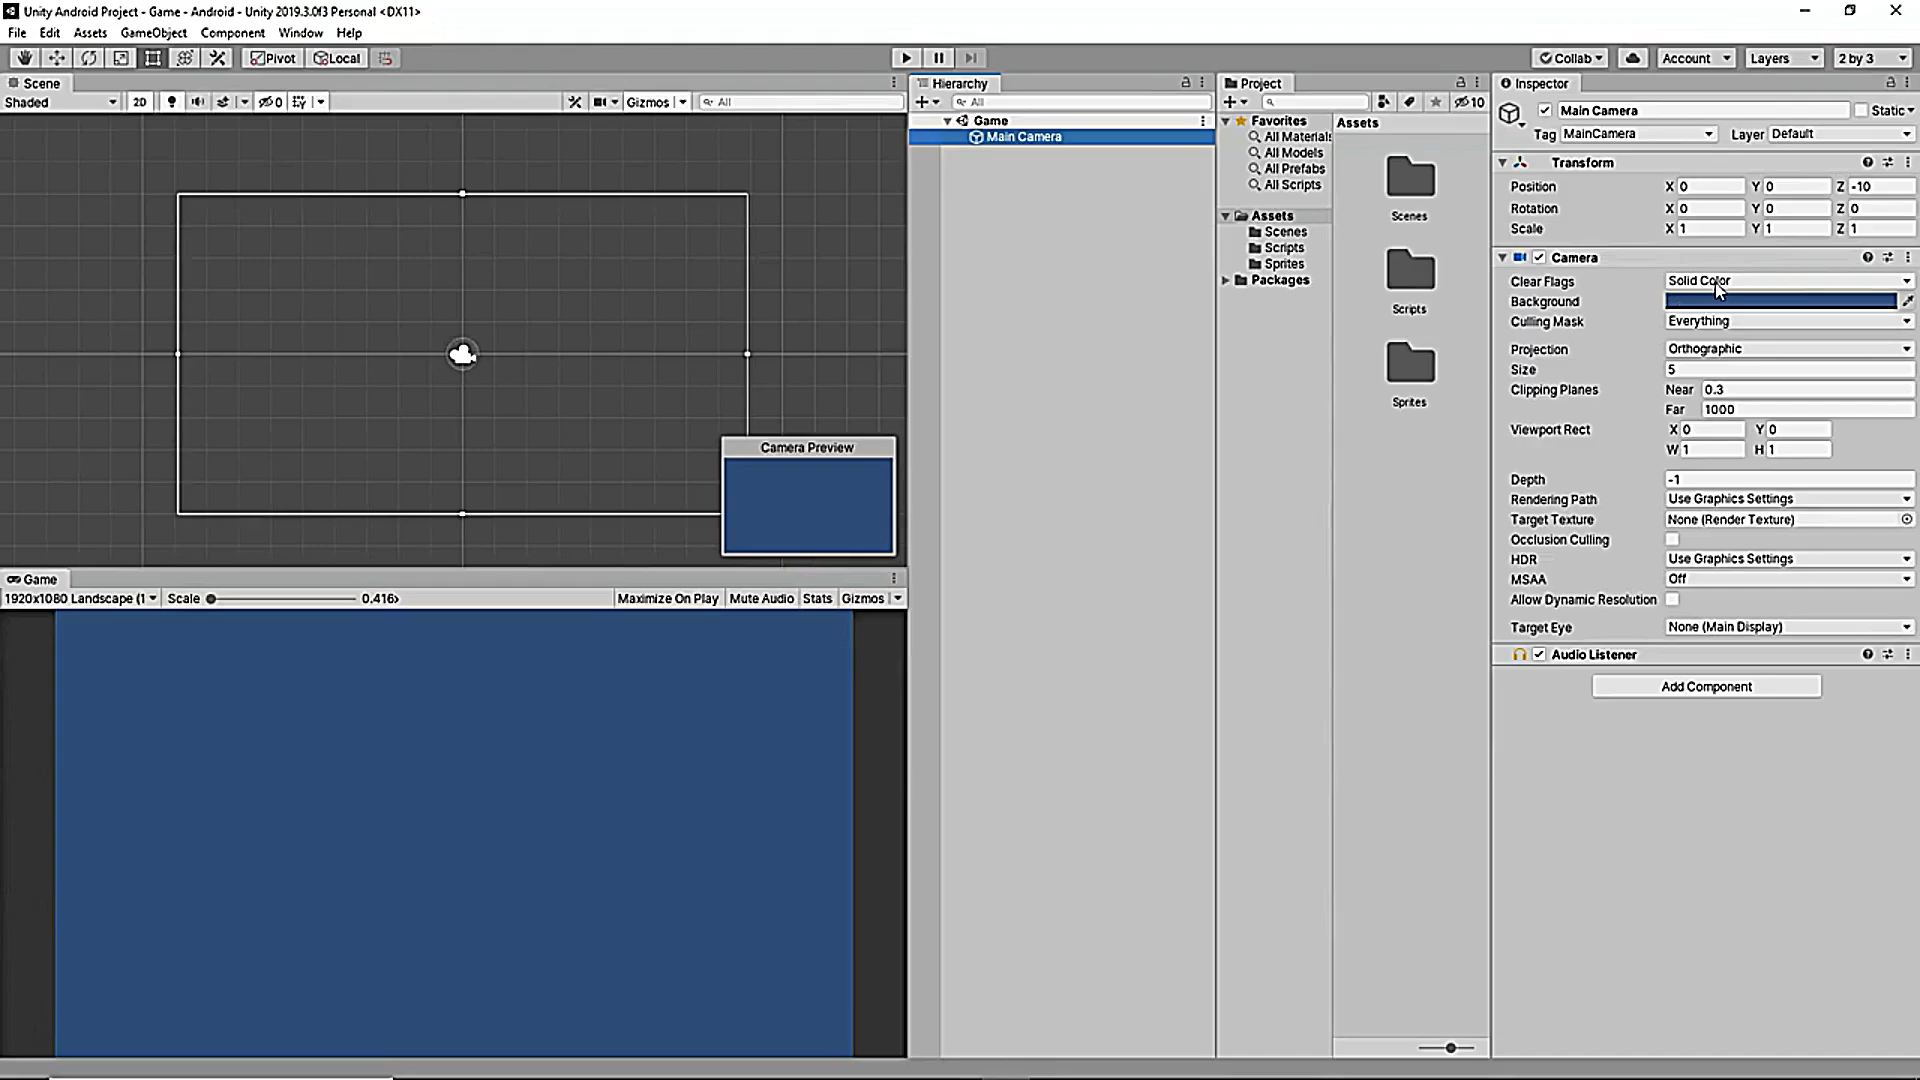 Unity Android Project - Game - Android - Unity 2019.3.0f3 Personal <DX11>
File Edit Assets GameObject Component Window Help
Pivot Local
Collab Account Layers 2 by 3
Scene
Shaded 2D 0 Gizmos All
Camera Preview
Game
1920x1080 Landscape (1 Scale 0.416x Maximize On Play Mute Audio Stats Gizmos
Hierarchy
All
Game
Main Camera
Project
10
Favorites
All Materials
All Models
All Prefabs
All Scripts
Assets
Scenes
Scripts
Sprites
Packages
Assets
Scenes
Scripts
Sprites
Inspector
Main Camera Static
Tag MainCamera Layer Default
Transform
Position X 0 Y 0 Z -10
Rotation X 0 Y 0 Z 0
Scale X 1 Y 1 Z 1
Camera
Clear Flags Solid Color
Background
Culling Mask Everything
Projection Orthographic
Size 5
Clipping Planes Near 0.3
Far 1000
Viewport Rect X 0 Y 0
W 1 H 1
Depth -1
Rendering Path Use Graphics Settings
Target Texture None (Render Texture)
Occlusion Culling
HDR Use Graphics Settings
MSAA Off
Allow Dynamic Resolution
Target Eye None (Main Display)
Audio Listener
Add Component